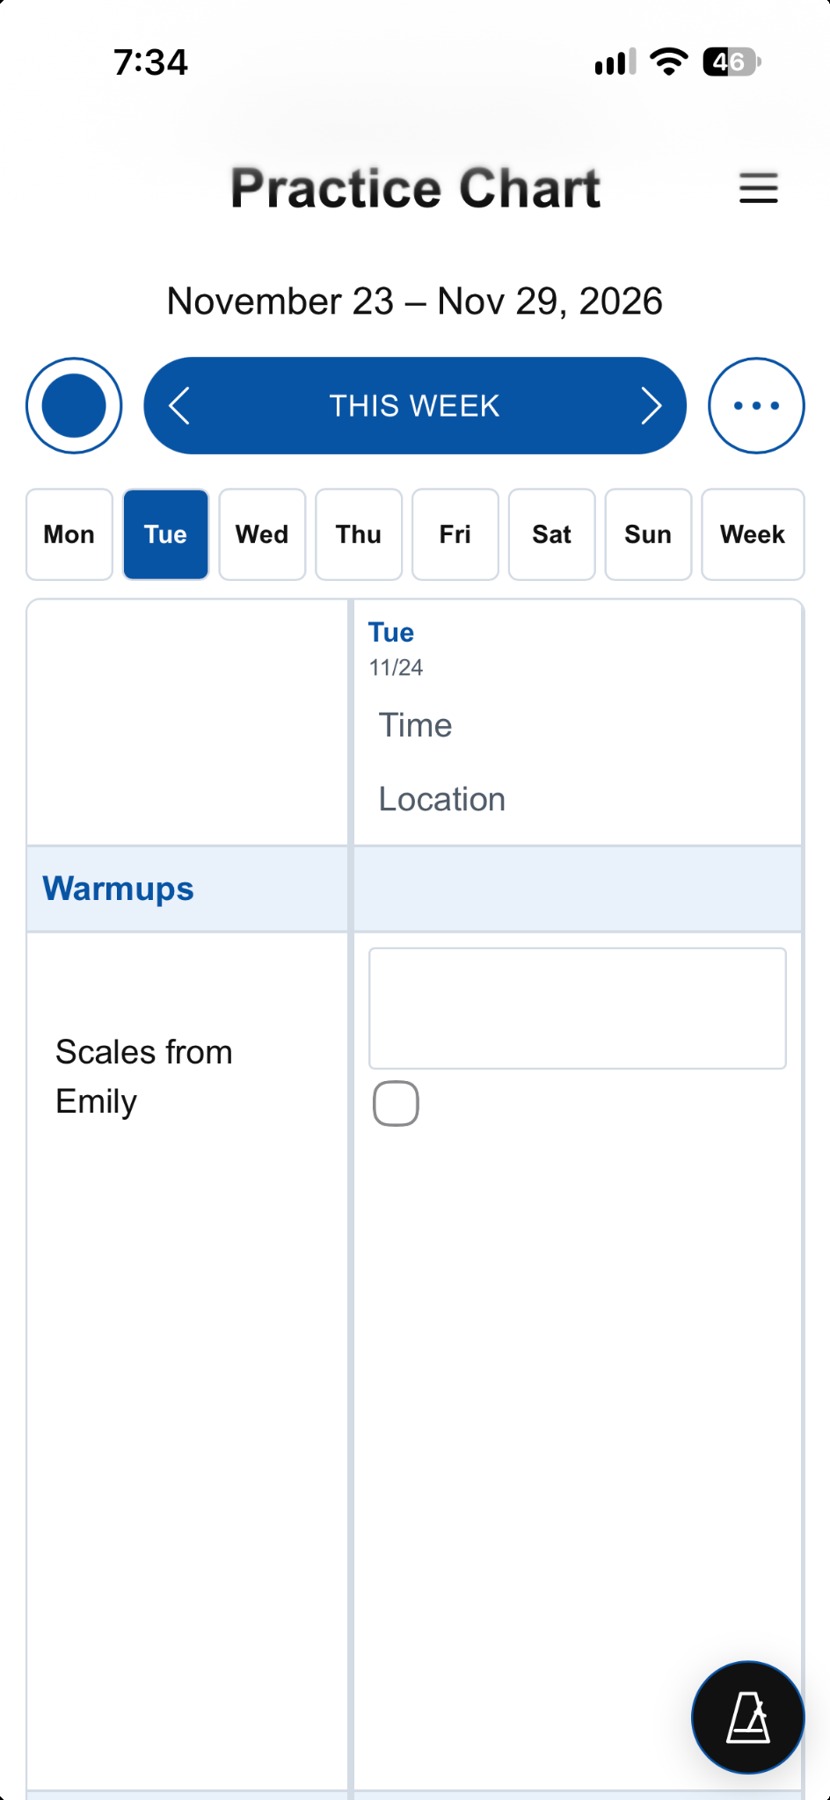 7:34
46
Practice Chart
November 23 – Nov 29, 2026
THIS WEEK
Mon Tue Wed Thu Fri Sat Sun Week
Tue
11/24
Time
Location
Warmups
Scales from
Emily